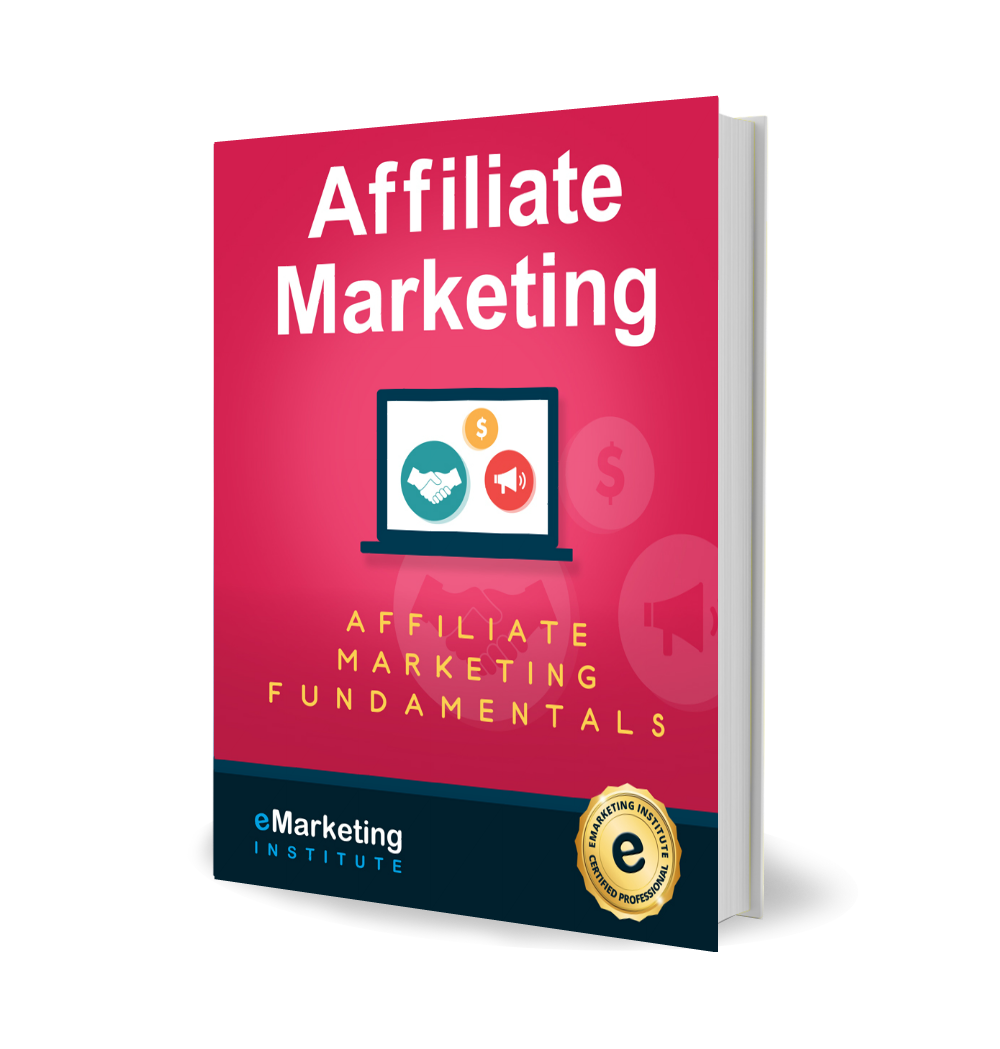 Affiliate
Marketing
$
$
AFFILIATE
MARKETING
FUNDAMENTALS
eMarketing
INSTITUTE
EMARKETING INSTITUTE
e
CERTIFIED PROFESSIONAL